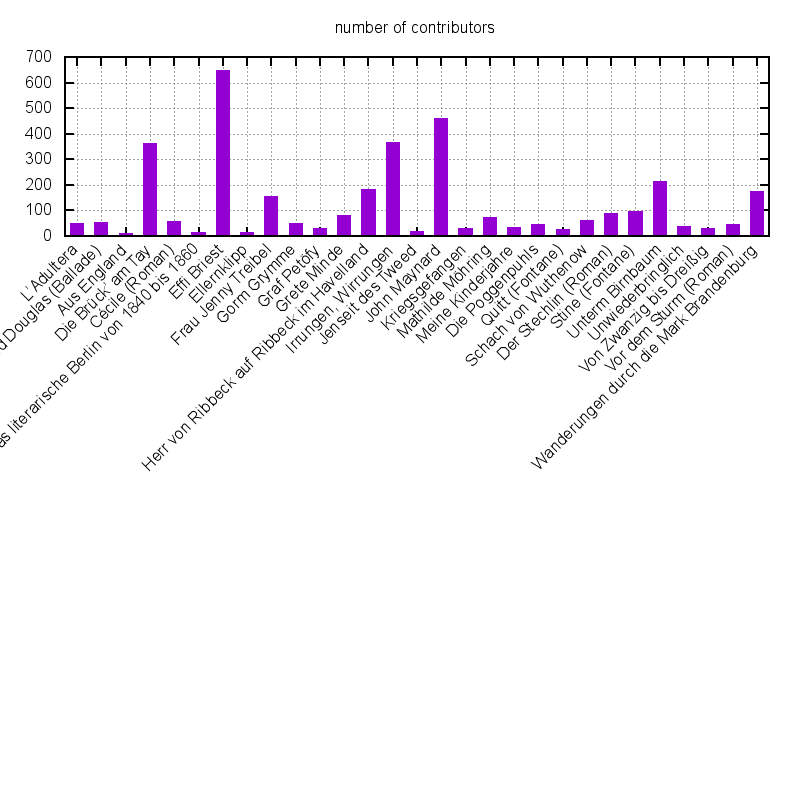 number of contributors
700
600
500
400
300
200
100
0
L'Adultera
d Douglas (Ballade)
Aus England
Die Brück' am Tay
Cécile (Roman)
as literarische Berlin von 1840 bis 1860
Effi Briest
Ellernklipp
Frau Jenny Treibel
Gorm Grymme
Graf Petöfy
Grete Minde
Herr von Ribbeck auf Ribbeck im Havelland
Irrungen, Wirrungen
Jenseit des Tweed
John Maynard
Kriegsgefangen
Mathilde Möhring
Meine Kinderjahre
Die Poggenpuhls
Quitt (Fontane)
Schach von Wuthenow
Der Stechlin (Roman)
Stine (Fontane)
Unterm Birnbaum
Unwiederbringlich
Von Zwanzig bis Dreißig
Vor dem Sturm (Roman)
Wanderungen durch die Mark Brandenburg